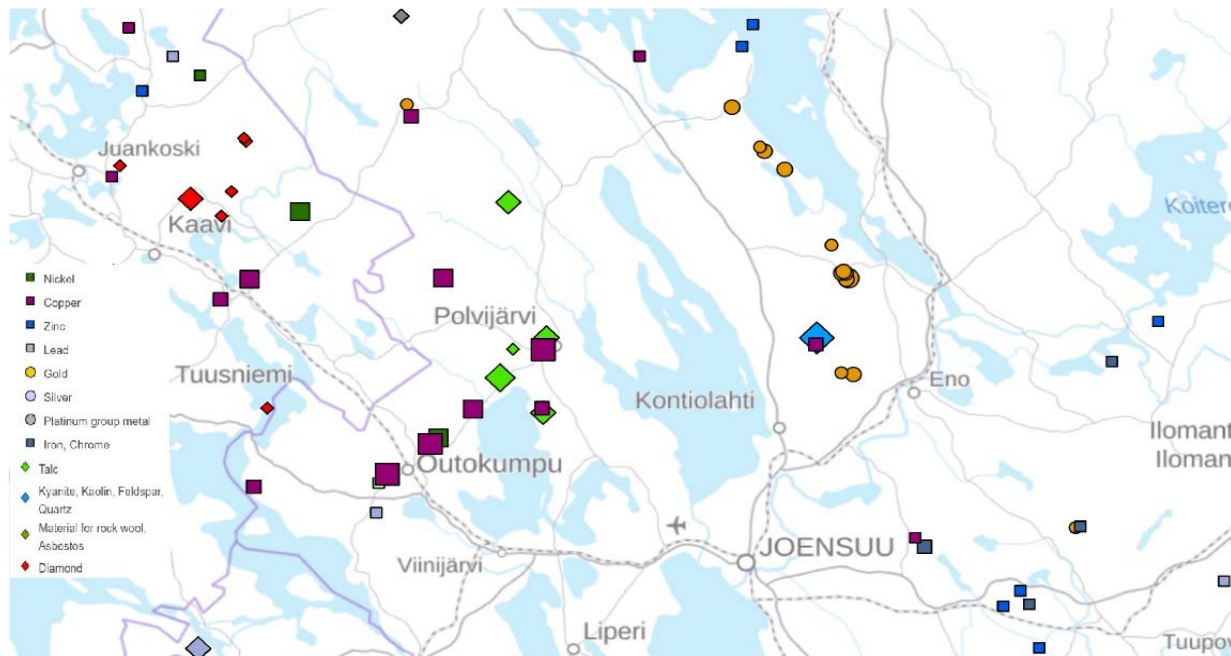 Juankoski
Koitere
Kaavi
Nickel
Copper
Zinc
Lead
Gold
Silver
Platinum group metal
Iron, Chrome
Talc
Kyanite, Kaolin, Feldspar,
Quartz
Material for rock wool,
Asbestos
Diamond
Polvijärvi
Tuusniemi
Kontiolahti
Eno
Ilomant
Iloman
Outokumpu
JOENSUU
Viinijärvi
Liperi
Tuupov